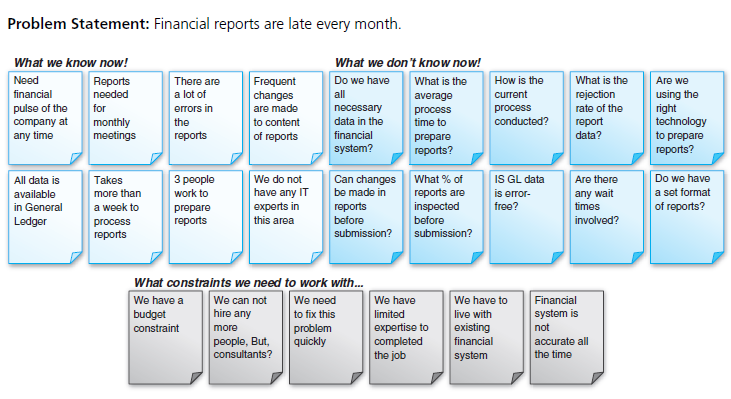 Problem Statement: Financial reports are late every month.
What we know now!
Need
financial
pulse of the
company at
any time
Reports
needed
for
monthly
meetings
There are
a lot of
errors in
the
reports
Frequent
changes
are made
to content
of reports
All data is
available
in General
Ledger
Takes
more than
a week to
process
reports
3 people
work to
prepare
reports
We do not
have any IT
experts in
this area
What we don't know now!
Do we have
all
necessary
data in the
financial
system?
What is the
average
process
time to
prepare
reports?
How is the
current
process
conducted?
What is the
rejection
rate of the
report
data?
Are we
using the
right
technology
to prepare
reports?
Can changes
be made in
reports
before
submission?
What % of
reports are
inspected
before
submission?
IS GL data
is error-
free?
Are there
any wait
times
involved?
Do we have
a set format
of reports?
What constraints we need to work with...
We have a
budget
constraint
We can not
hire any
more
people, But,
consultants?
We need
to fix this
problem
quickly
We have
limited
expertise to
completed
the job
We have to
live with
existing
financial
system
Financial
system is
not
accurate all
the time